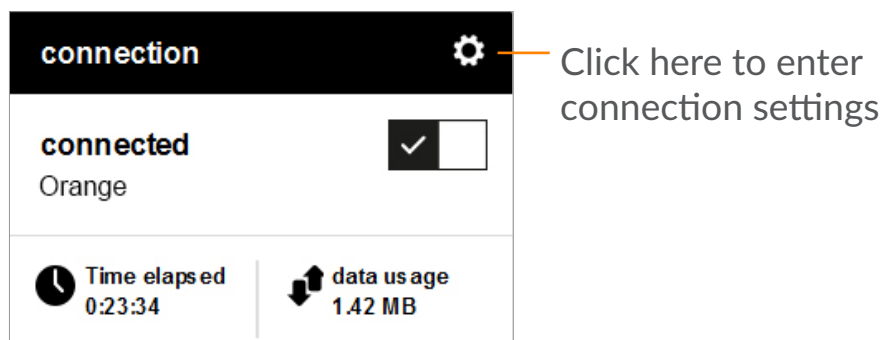 connection
Click here to enter
connection settings
connected
Orange
Time elapsed
0:23:34
data usage
1.42 MB